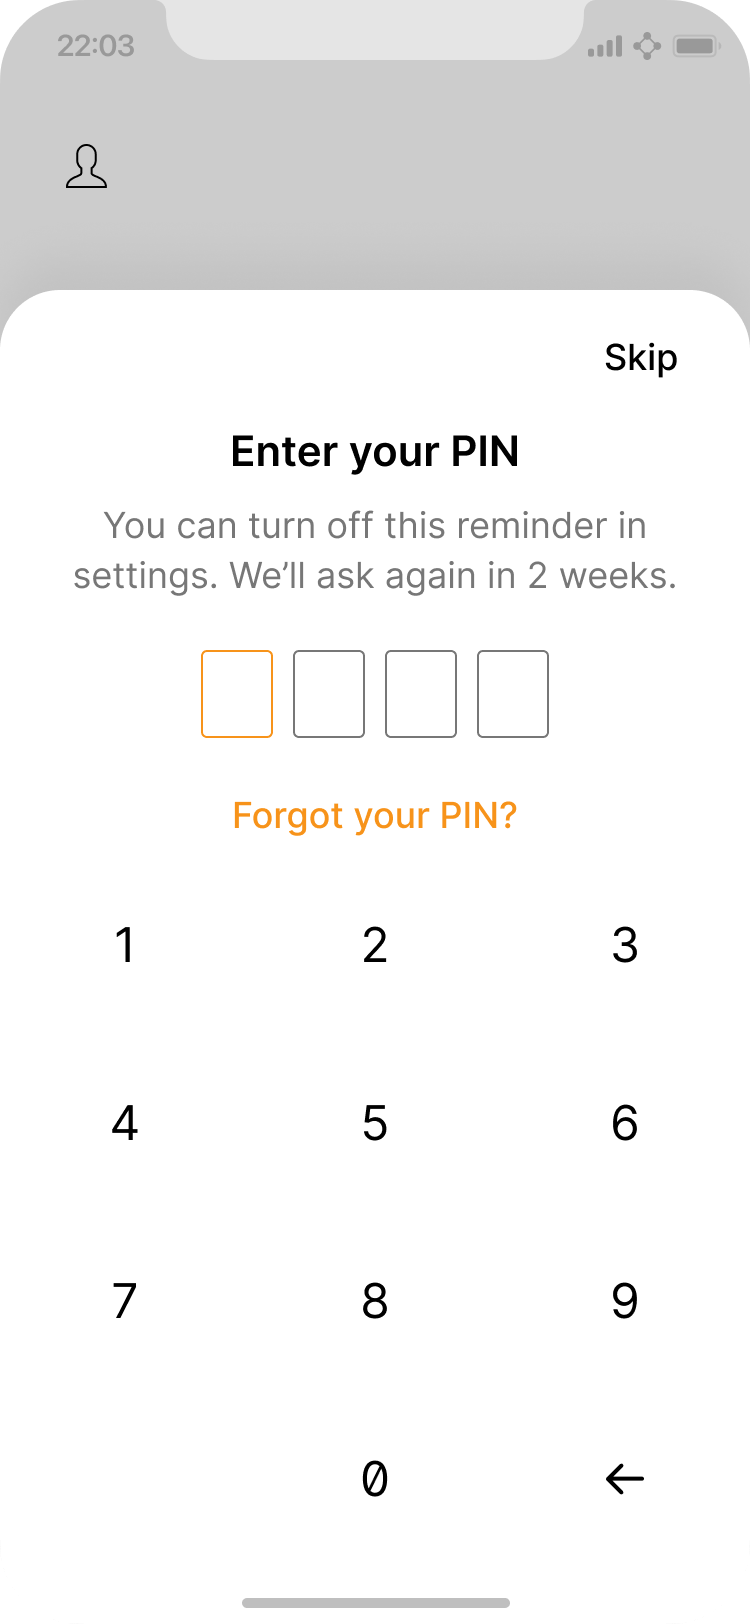 22:03
Skip
Enter your PIN
You can turn off this reminder in
settings. We’ll ask again in 2 weeks.
Forgot your PIN?
1 2 3
4 5 6
7 8 9
0